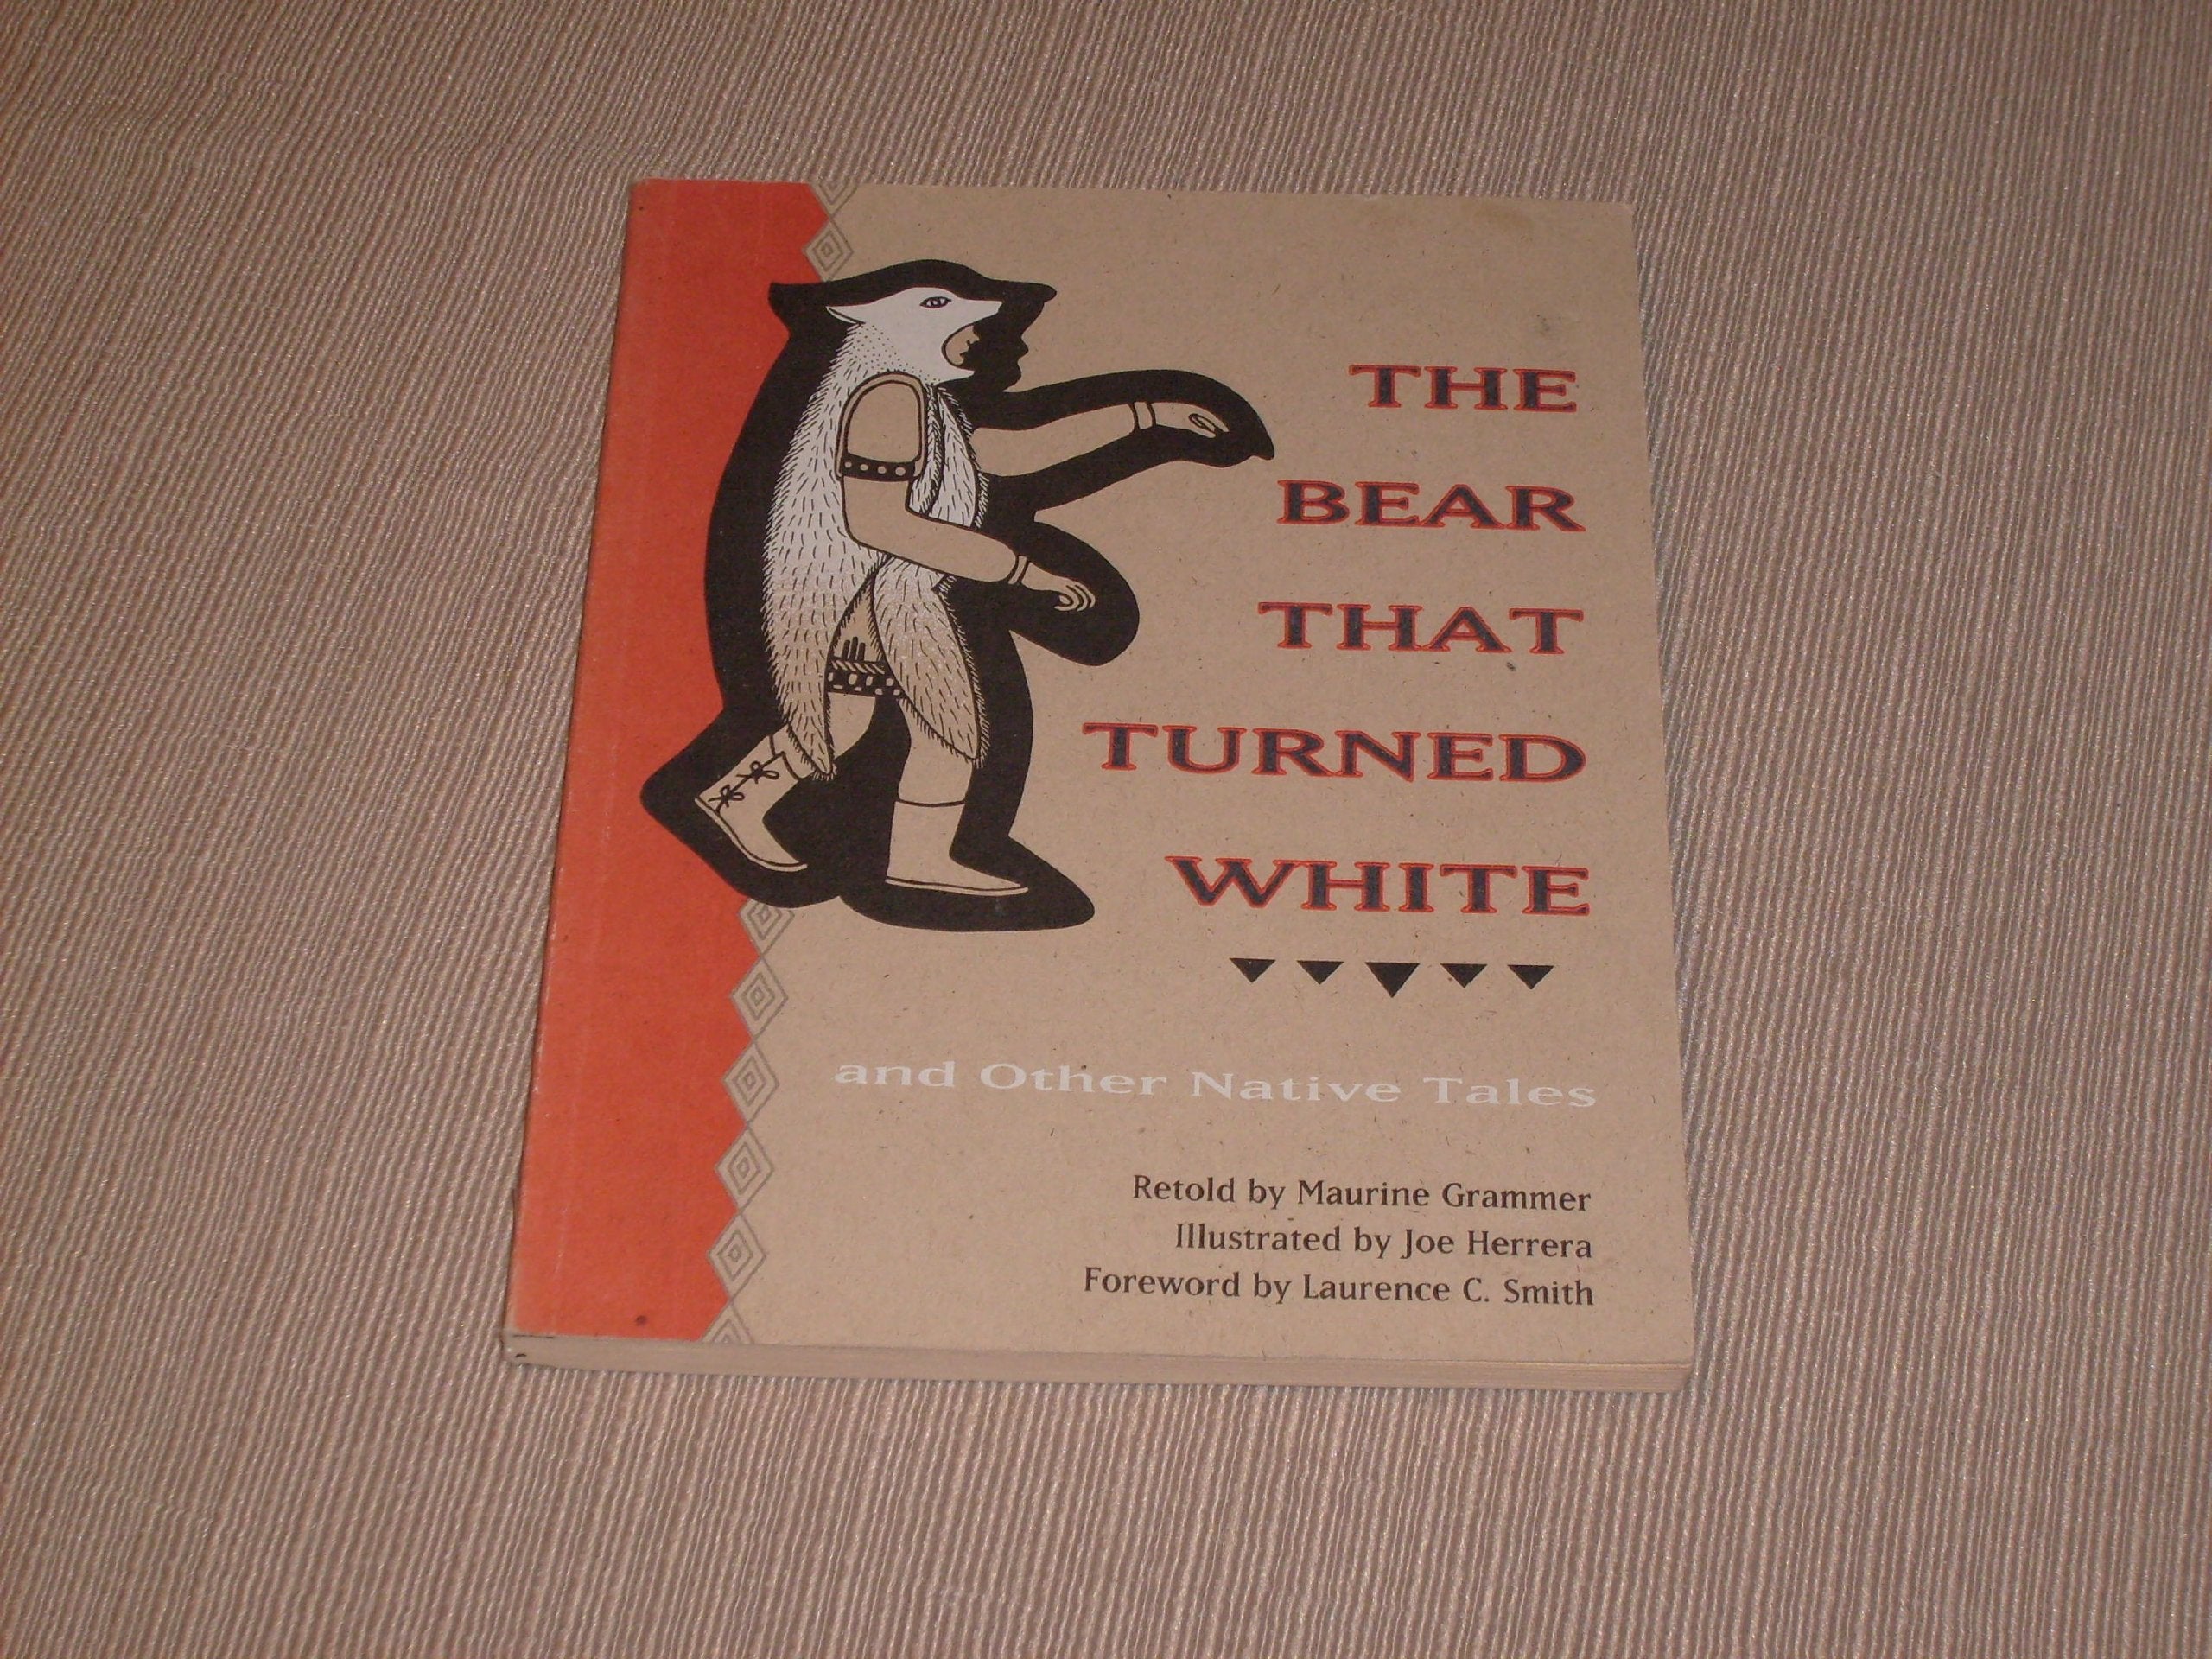 THE
BEAR
THAT
TURNED
WHITE
and Other Native Tales
Retold by Maurine Grammer
Illustrated by Joe Herrera
Foreword by Laurence C. Smith